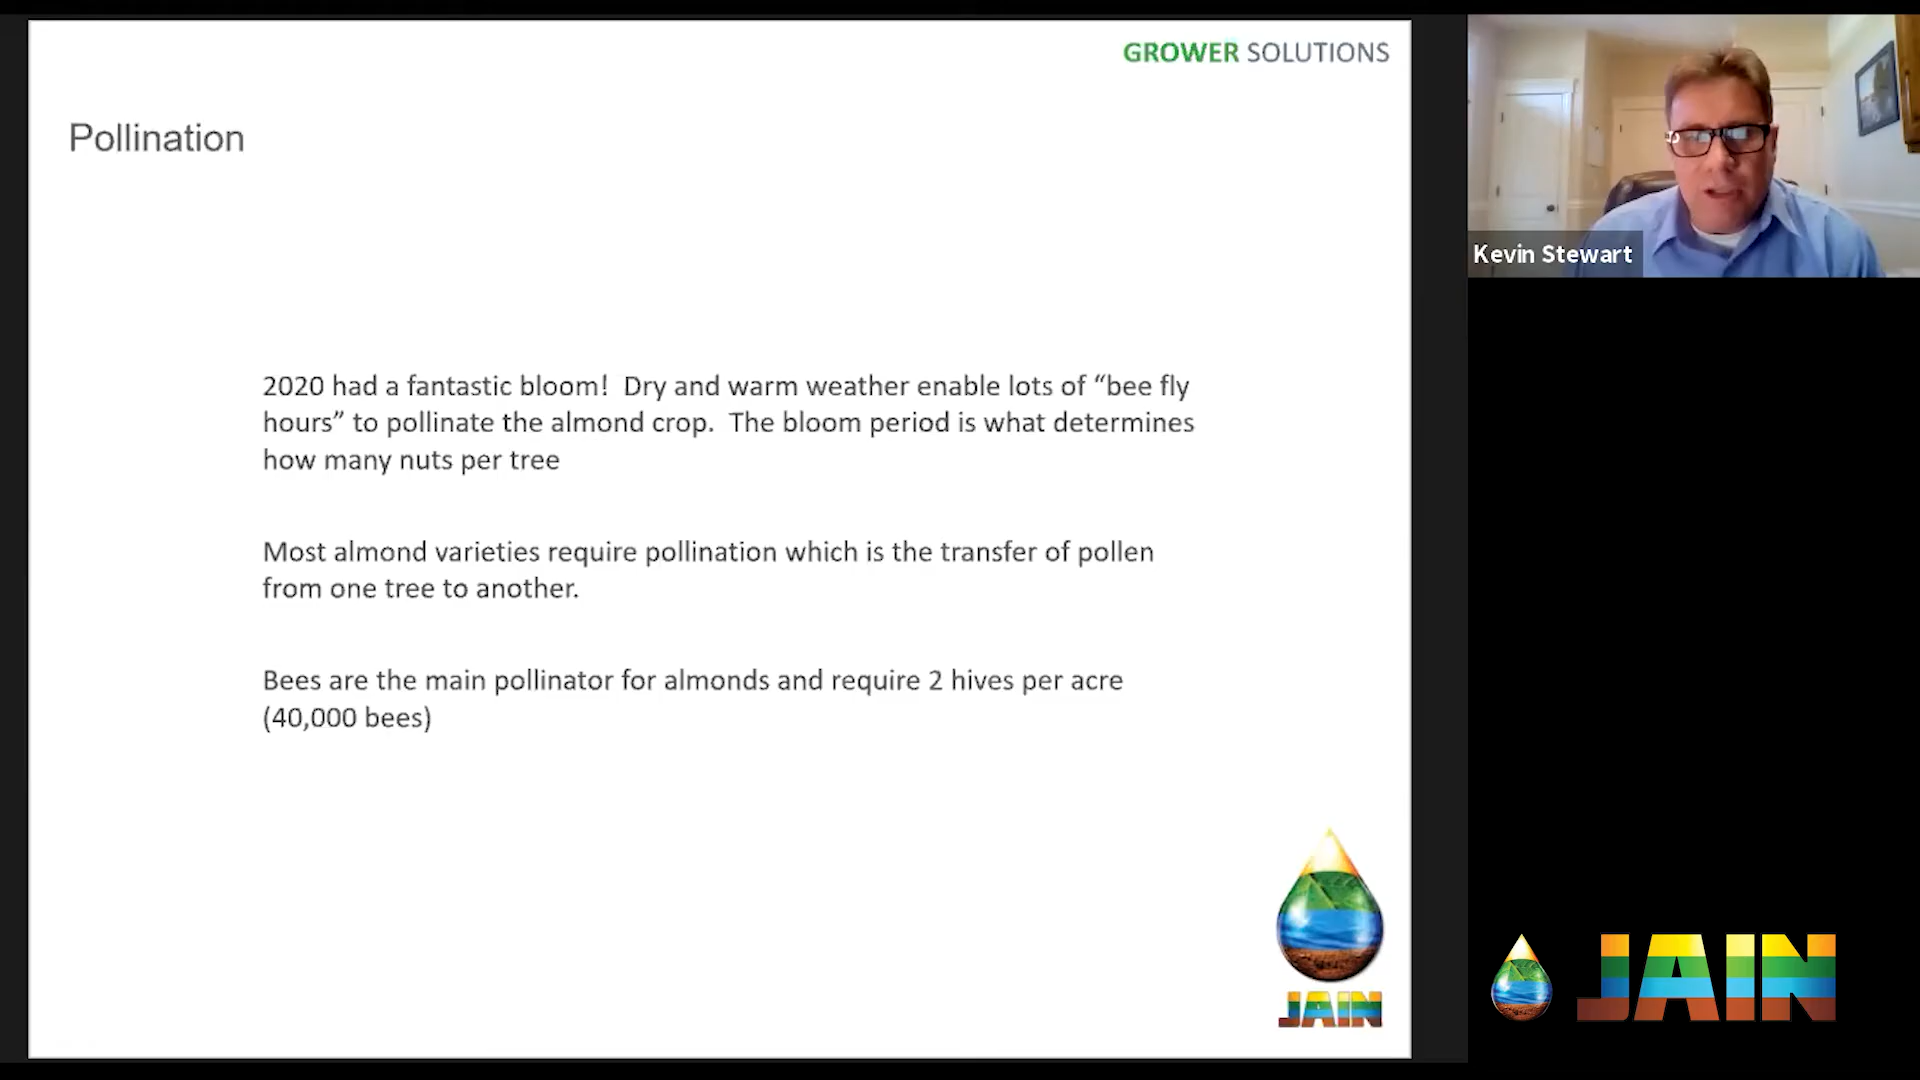 GROWER SOLUTIONS
Pollination
2020 had a fantastic bloom!  Dry and warm weather enable lots of “bee fly
hours” to pollinate the almond crop.  The bloom period is what determines
how many nuts per tree
Most almond varieties require pollination which is the transfer of pollen
from one tree to another.
Bees are the main pollinator for almonds and require 2 hives per acre
(40,000 bees)
JAIN
Kevin Stewart
JAIN